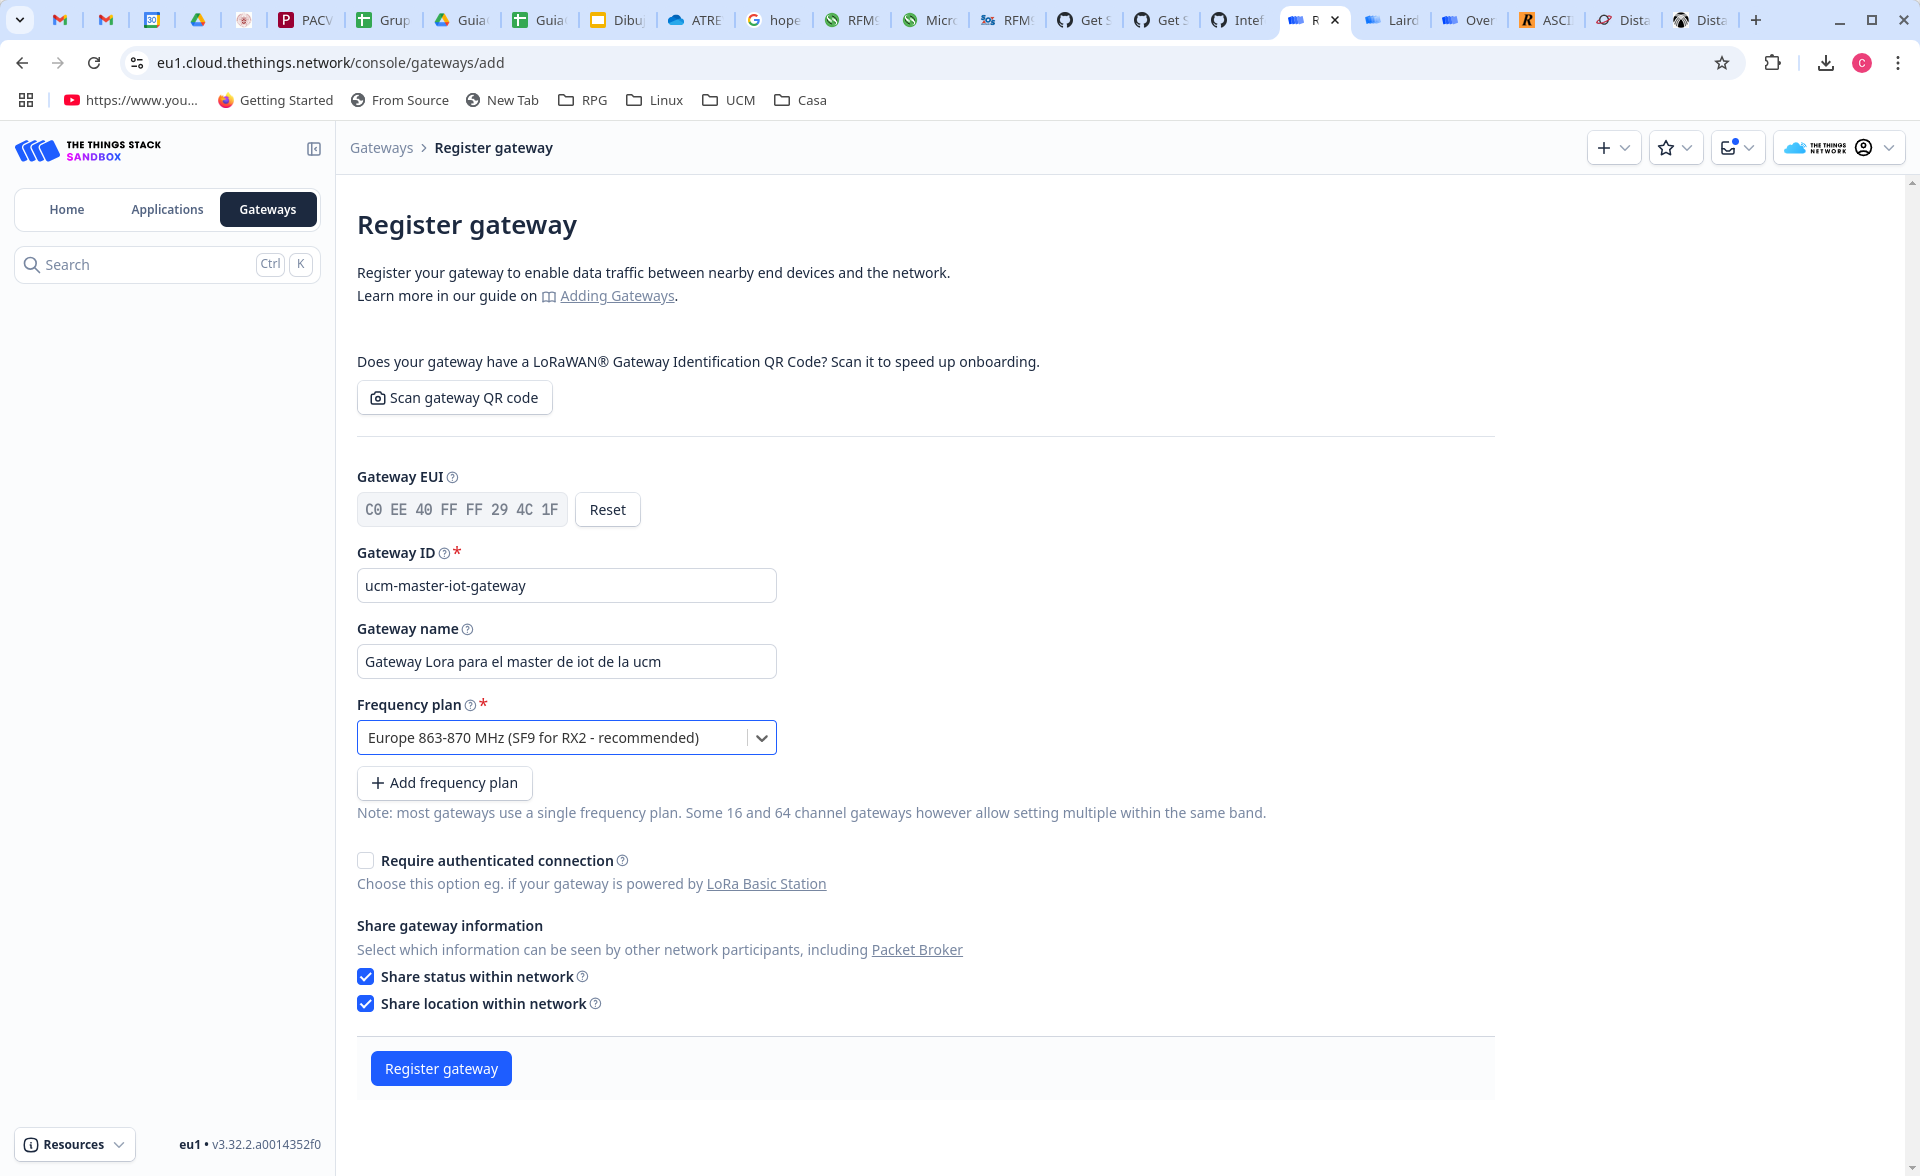 PACV
Grup
Guia
Guia
Dibu
ATRE
hope
RFM9
Micro
RFM9
Get S
Get S
Intef
R
Laird
Over
ASCI
Dista
Dista
eu1.cloud.thethings.network/console/gateways/add
https://www.you...
Getting Started
From Source
New Tab
RPG
Linux
UCM
Casa
THE THINGS STACK
SANDBOX
Gateways > Register gateway
THE THINGS
NETWORK
Home
Applications
Gateways
Search
Ctrl
K
Register gateway
Register your gateway to enable data traffic between nearby end devices and the network.
Learn more in our guide on Adding Gateways.
Does your gateway have a LoRaWAN® Gateway Identification QR Code? Scan it to speed up onboarding.
Scan gateway QR code
Gateway EUI
C0 EE 40 FF FF 29 4C 1F
Reset
Gateway ID *
ucm-master-iot-gateway
Gateway name
Gateway Lora para el master de iot de la ucm
Frequency plan *
Europe 863-870 MHz (SF9 for RX2 - recommended)
+ Add frequency plan
Note: most gateways use a single frequency plan. Some 16 and 64 channel gateways however allow setting multiple within the same band.
Require authenticated connection
Choose this option eg. if your gateway is powered by LoRa Basic Station
Share gateway information
Select which information can be seen by other network participants, including Packet Broker
Share status within network
Share location within network
Register gateway
Resources
eu1 • v3.32.2.a0014352f0